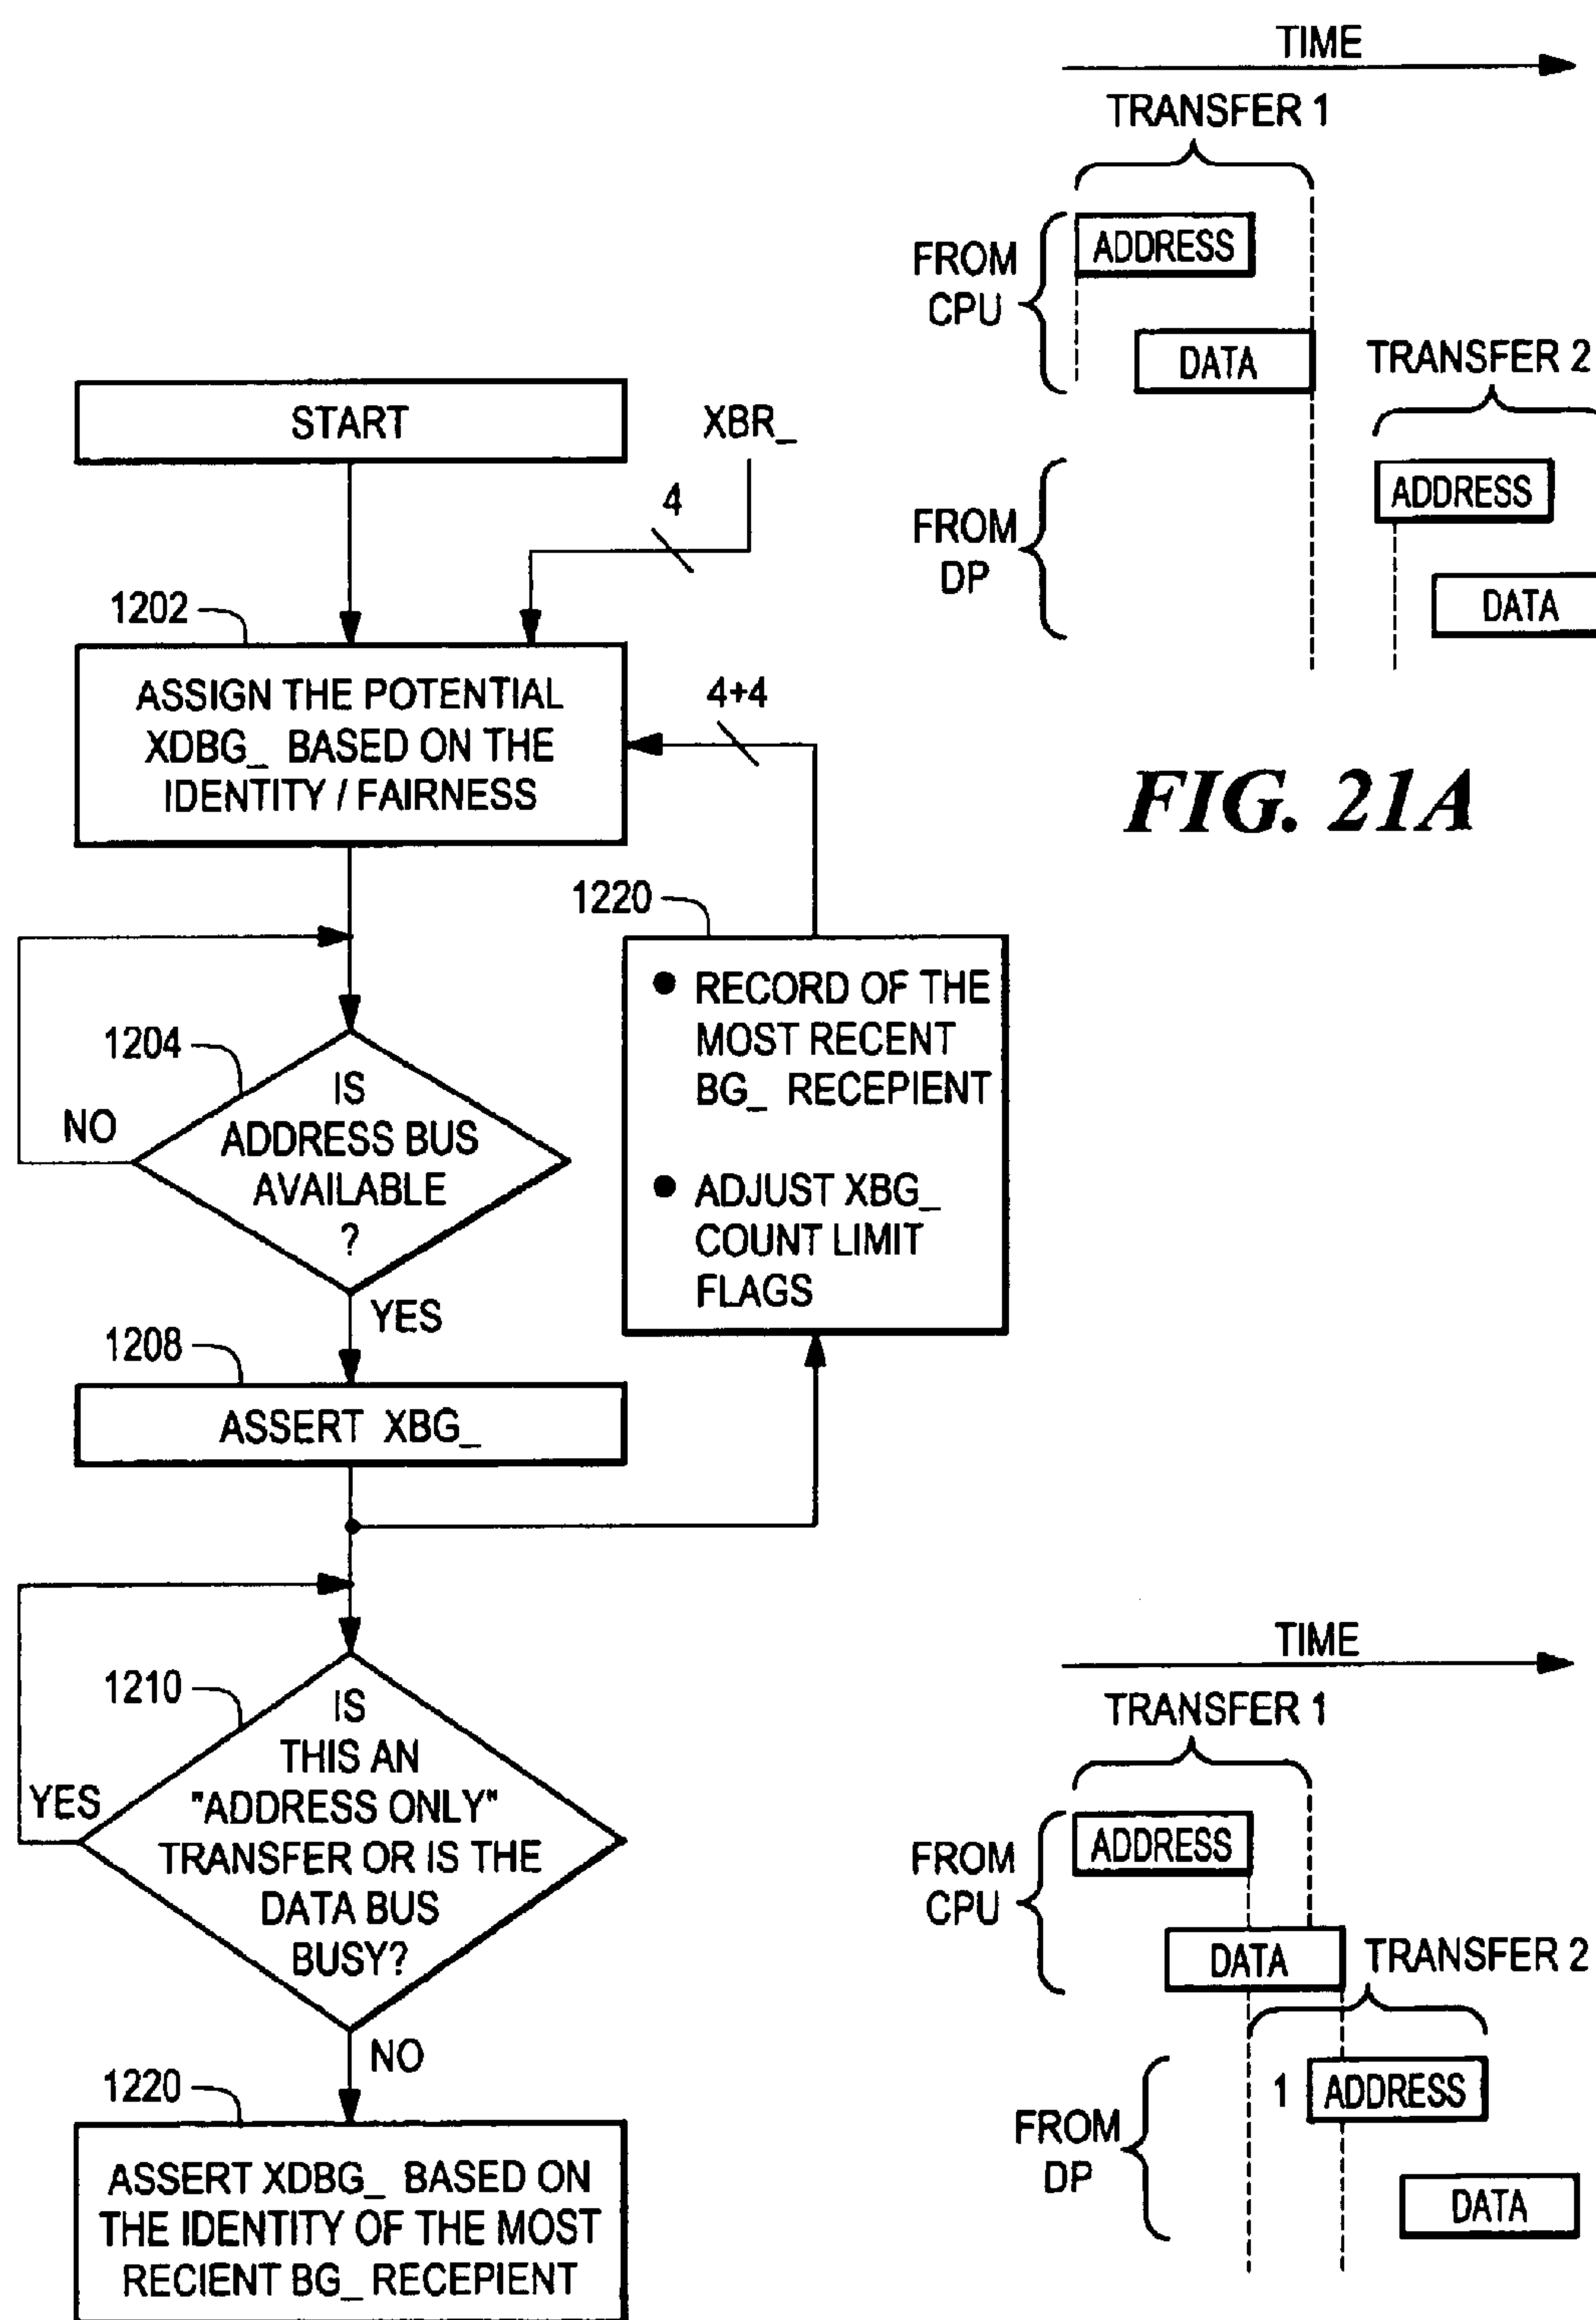 START
XBR_
4
1202
ASSIGN THE POTENTIAL
XDBG_ BASED ON THE
IDENTITY / FAIRNESS
4+4
1204
IS
ADDRESS BUS
AVAILABLE
?
NO
YES
1220
● RECORD OF THE
MOST RECENT
BG_ RECEPIENT
● ADJUST XBG_
COUNT LIMIT
FLAGS
1208
ASSERT XBG_
1210
IS
THIS AN
"ADDRESS ONLY"
TRANSFER OR IS THE
DATA BUS
BUSY?
YES
NO
1220
ASSERT XDBG_ BASED ON
THE IDENTITY OF THE MOST
RECIENT BG_ RECEPIENT
TIME
TRANSFER 1
FROM
CPU
ADDRESS
DATA
TRANSFER 2
FROM
DP
ADDRESS
DATA
FIG. 21A
TIME
TRANSFER 1
FROM
CPU
ADDRESS
DATA
TRANSFER 2
FROM
DP
1
ADDRESS
DATA